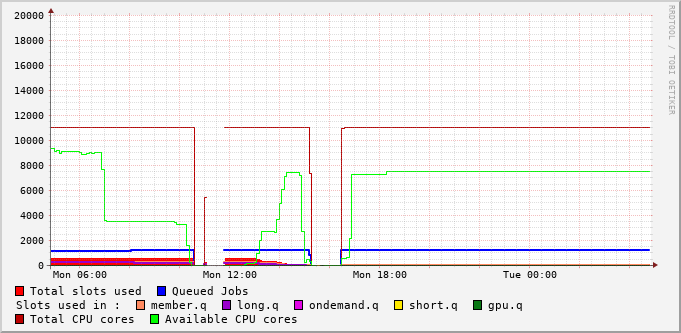 RRDTOOL / TOBI OETIKER
20000
18000
16000
14000
12000
10000
8000
6000
4000
2000
0
Mon 06:00 Mon 12:00 Mon 18:00 Tue 00:00
Total slots used Queued Jobs
Slots used in : member.q long.q ondemand.q short.q gpu.q
Total CPU cores Available CPU cores